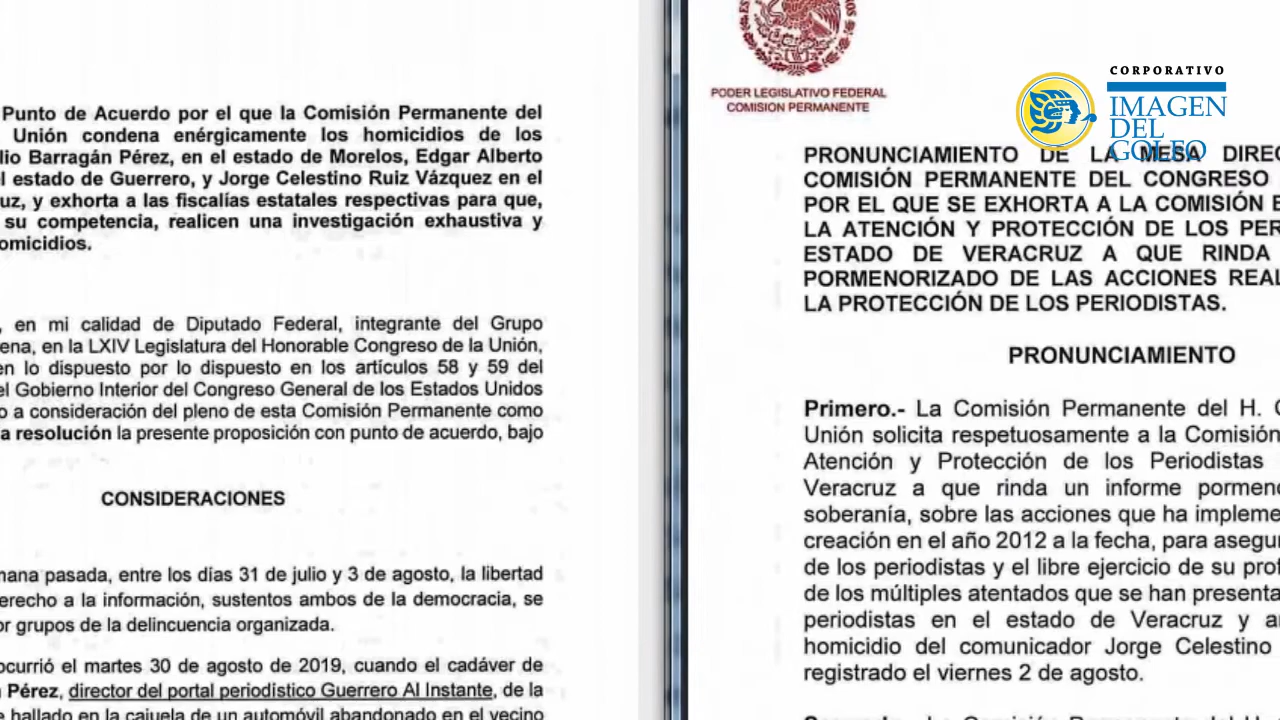 Punto de Acuerdo por el que la Comisión Permanente del
Unión condena enérgicamente los homicidios de los
lio Barragán Pérez, en el estado de Morelos, Edgar Alberto
l estado de Guerrero, y Jorge Celestino Ruiz Vázquez en el
uz, y exhorta a las fiscalías estatales respectivas para que,
su competencia, realicen una investigación exhaustiva y
omicidios.
, en mi calidad de Diputado Federal, integrante del Grupo
ena, en la LXIV Legislatura del Honorable Congreso de la Unión,
en lo dispuesto por lo dispuesto en los artículos 58 y 59 del
el Gobierno Interior del Congreso General de los Estados Unidos
o a consideración del pleno de esta Comisión Permanente como
a resolución la presente proposición con punto de acuerdo, bajo
CONSIDERACIONES
mana pasada, entre los días 31 de julio y 3 de agosto, la libertad
erecho a la información, sustentos ambos de la democracia, se
or grupos de la delincuencia organizada.
ocurrió el martes 30 de agosto de 2019, cuando el cadáver de
Pérez, director del portal periodístico Guerrero Al Instante, de la
e hallado en la cajuela de un automóvil abandonado en el vecino
PODER LEGISLATIVO FEDERAL
COMISION PERMANENTE
CORPORATIVO
IMAGEN
DEL
GOLFO
PRONUNCIAMIENTO DE LA MESA DIREC
COMISIÓN PERMANENTE DEL CONGRESO
POR EL QUE SE EXHORTA A LA COMISIÓN E
LA ATENCIÓN Y PROTECCIÓN DE LOS PER
ESTADO DE VERACRUZ A QUE RINDA
PORMENORIZADO DE LAS ACCIONES REAL
LA PROTECCIÓN DE LOS PERIODISTAS.
PRONUNCIAMIENTO
Primero.- La Comisión Permanente del H. C
Unión solicita respetuosamente a la Comisión
Atención y Protección de los Periodistas
Veracruz a que rinda un informe pormeno
soberanía, sobre las acciones que ha impleme
creación en el año 2012 a la fecha, para asegu
de los periodistas y el libre ejercicio de su prof
de los múltiples atentados que se han presenta
periodistas en el estado de Veracruz y a
homicidio del comunicador Jorge Celestino
registrado el viernes 2 de agosto.